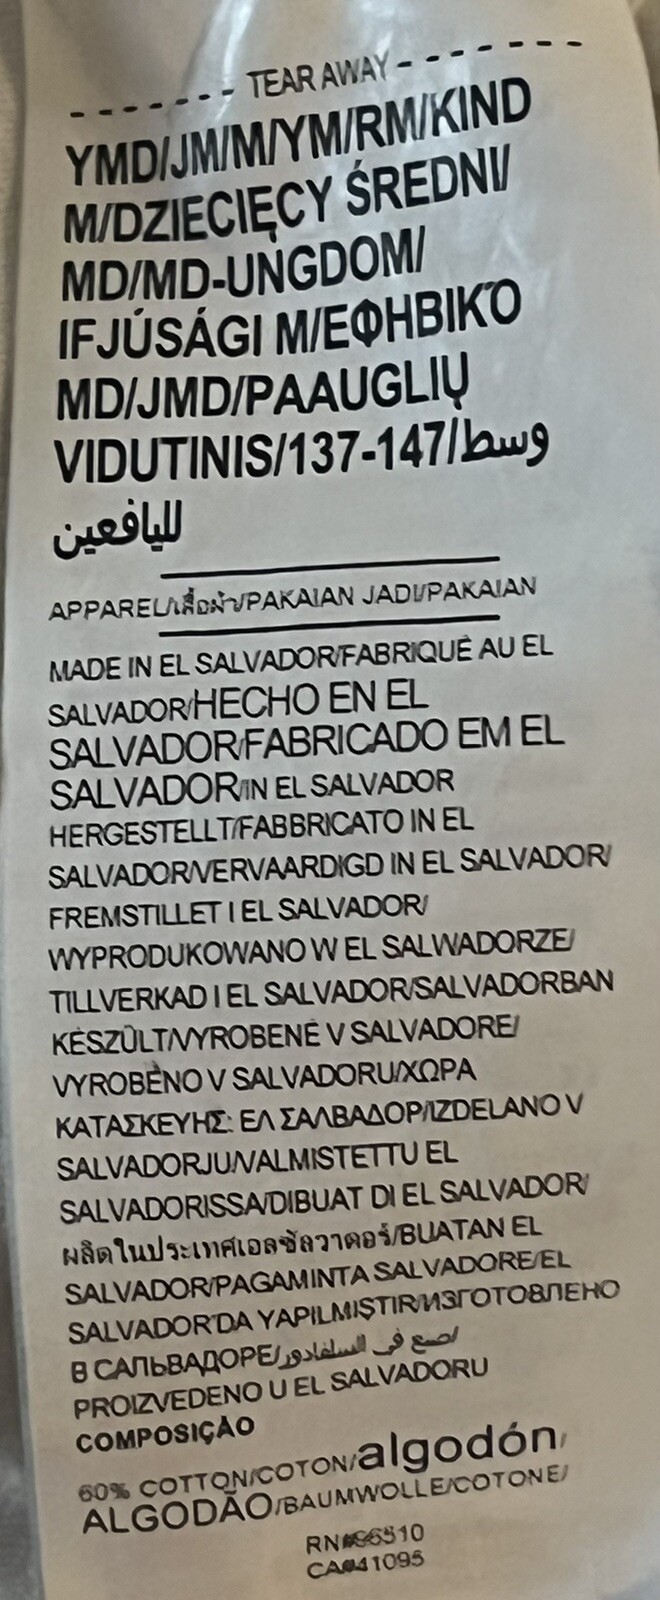 - - - - - - - TEAR AWAY - - - - - - -
YMD/JM/M/YM/RM/KIND
M/DZIECIĘCY ŚREDNI/
MD/MD-UNGDOM/
IFJÚSÁGI M/ΕΦΗΒΙΚΌ
MD/JMD/PAAUGLIŲ
VIDUTINIS/137-147/وسط
لليافعين
APPAREL/เสื้อผ้า/PAKAIAN JADI/PAKAIAN
MADE IN EL SALVADOR/FABRIQUÉ AU EL
SALVADOR/HECHO EN EL
SALVADOR/FABRICADO EM EL
SALVADOR/IN EL SALVADOR
HERGESTELLT/FABBRICATO IN EL
SALVADOR/VERVAARDIGD IN EL SALVADOR/
FREMSTILLET I EL SALVADOR/
WYPRODUKOWANO W EL SALWADORZE/
TILLVERKAD I EL SALVADOR/SALVADORBAN
KÉSZÜLT/VYROBENÉ V SALVADORE/
VYROBENO V SALVADORU/ΧΩΡΑ
ΚΑΤΑΣΚΕΥΗΣ: ΕΛ ΣΑΛΒΑΔΟΡ/IZDELANO V
SALVADORJU/VALMISTETTU EL
SALVADORISSA/DIBUAT DI EL SALVADOR/
ผลิตในประเทศเอลซัลวาดอร์/BUATAN EL
SALVADOR/PAGAMINTA SALVADORE/EL
SALVADOR'DA YAPILMIŞTIR/ИЗГОТОВЛЕНО
В САЛЬВАДОРЕ/صنع في السلفادور/
PROIZVEDENO U EL SALVADORU
COMPOSIÇÃO
60% COTTON/COTON/algodón/
ALGODÃO/BAUMWOLLE/COTONE/
RN#96510
CA#41095